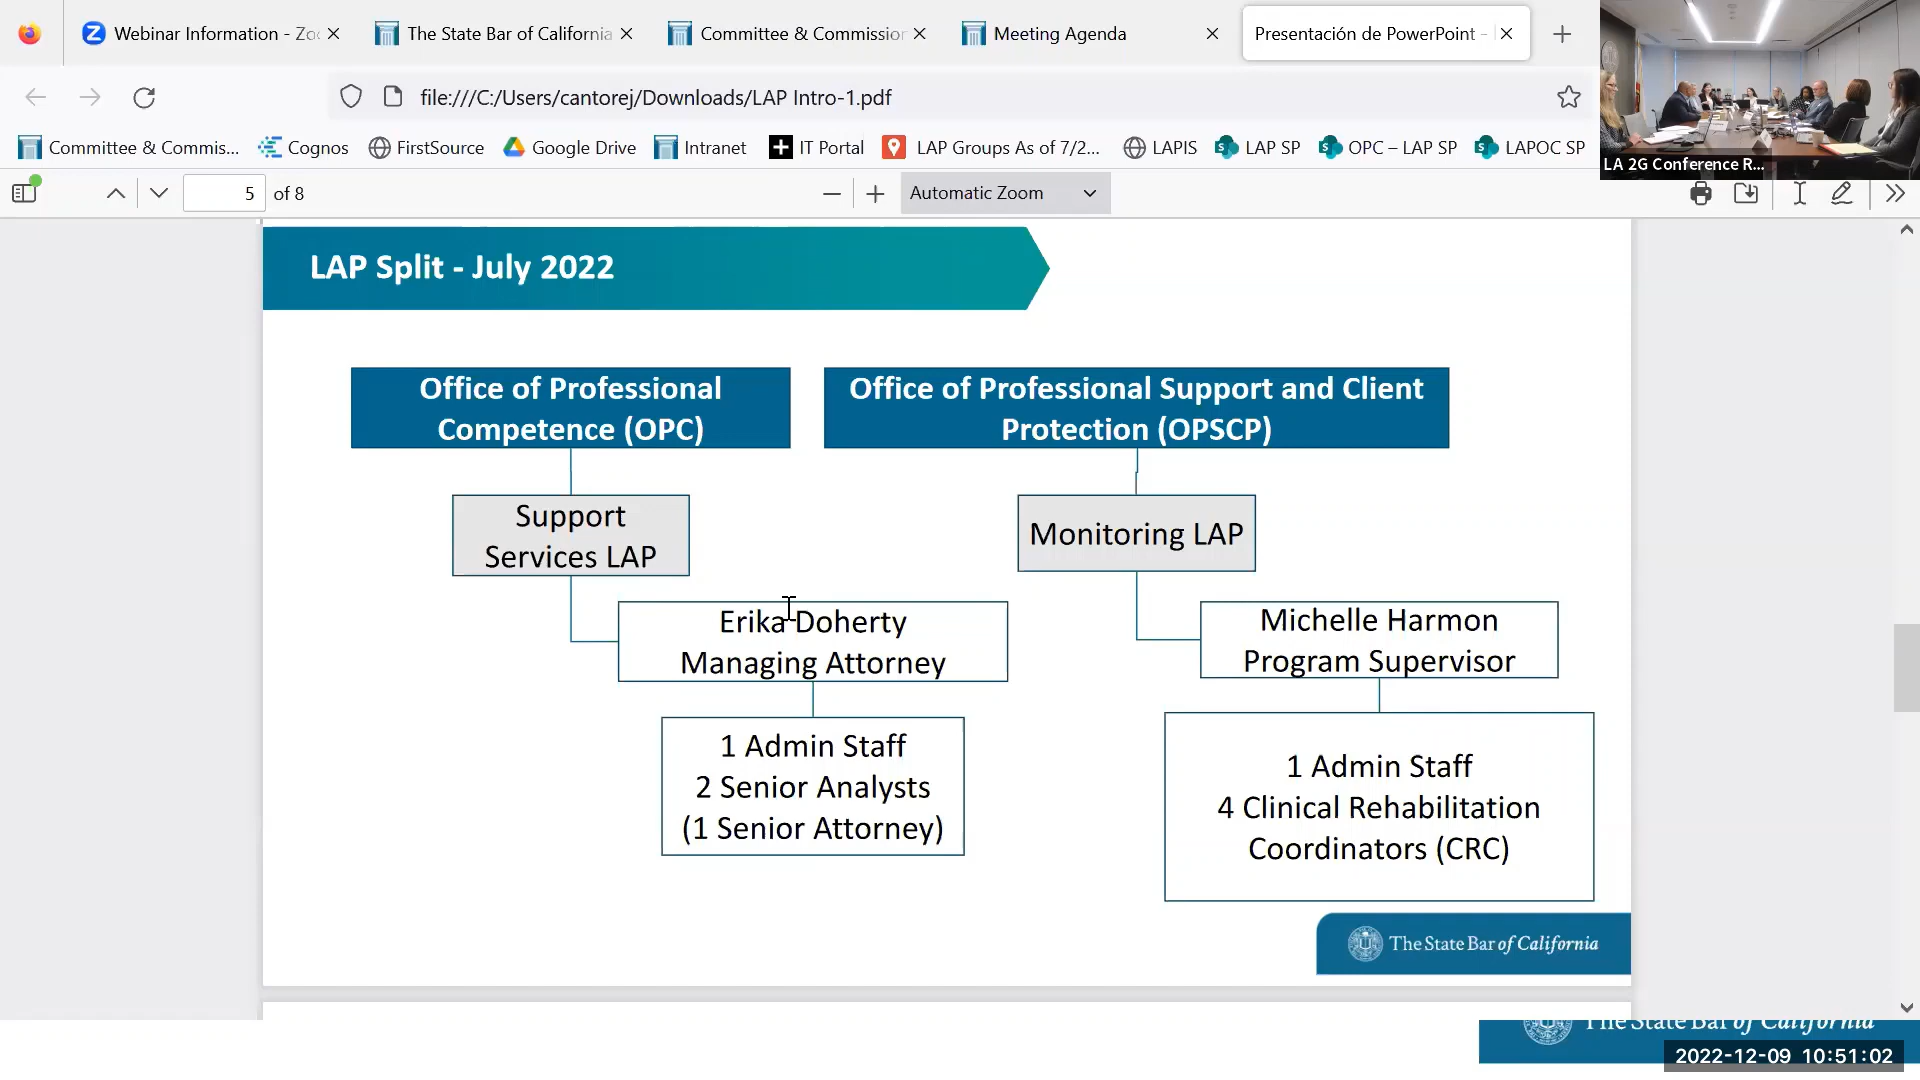 Webinar Information - Zo
The State Bar of California
Committee & Commission
Meeting Agenda
Presentación de PowerPoint -
file:///C:/Users/cantorej/Downloads/LAP Intro-1.pdf
Committee & Commis...
Cognos
FirstSource
Google Drive
Intranet
IT Portal
LAP Groups As of 7/2...
LAPIS
LAP SP
OPC – LAP SP
LAPOC SP
LA 2G Conference R...
5 of 8
Automatic Zoom
LAP Split - July 2022
Office of Professional
Competence (OPC)
Office of Professional Support and Client
Protection (OPSCP)
Support
Services LAP
Monitoring LAP
Erika Doherty
Managing Attorney
Michelle Harmon
Program Supervisor
1 Admin Staff
2 Senior Analysts
(1 Senior Attorney)
1 Admin Staff
4 Clinical Rehabilitation
Coordinators (CRC)
The State Bar of California
The State Bar of California
2022-12-09 10:51:02